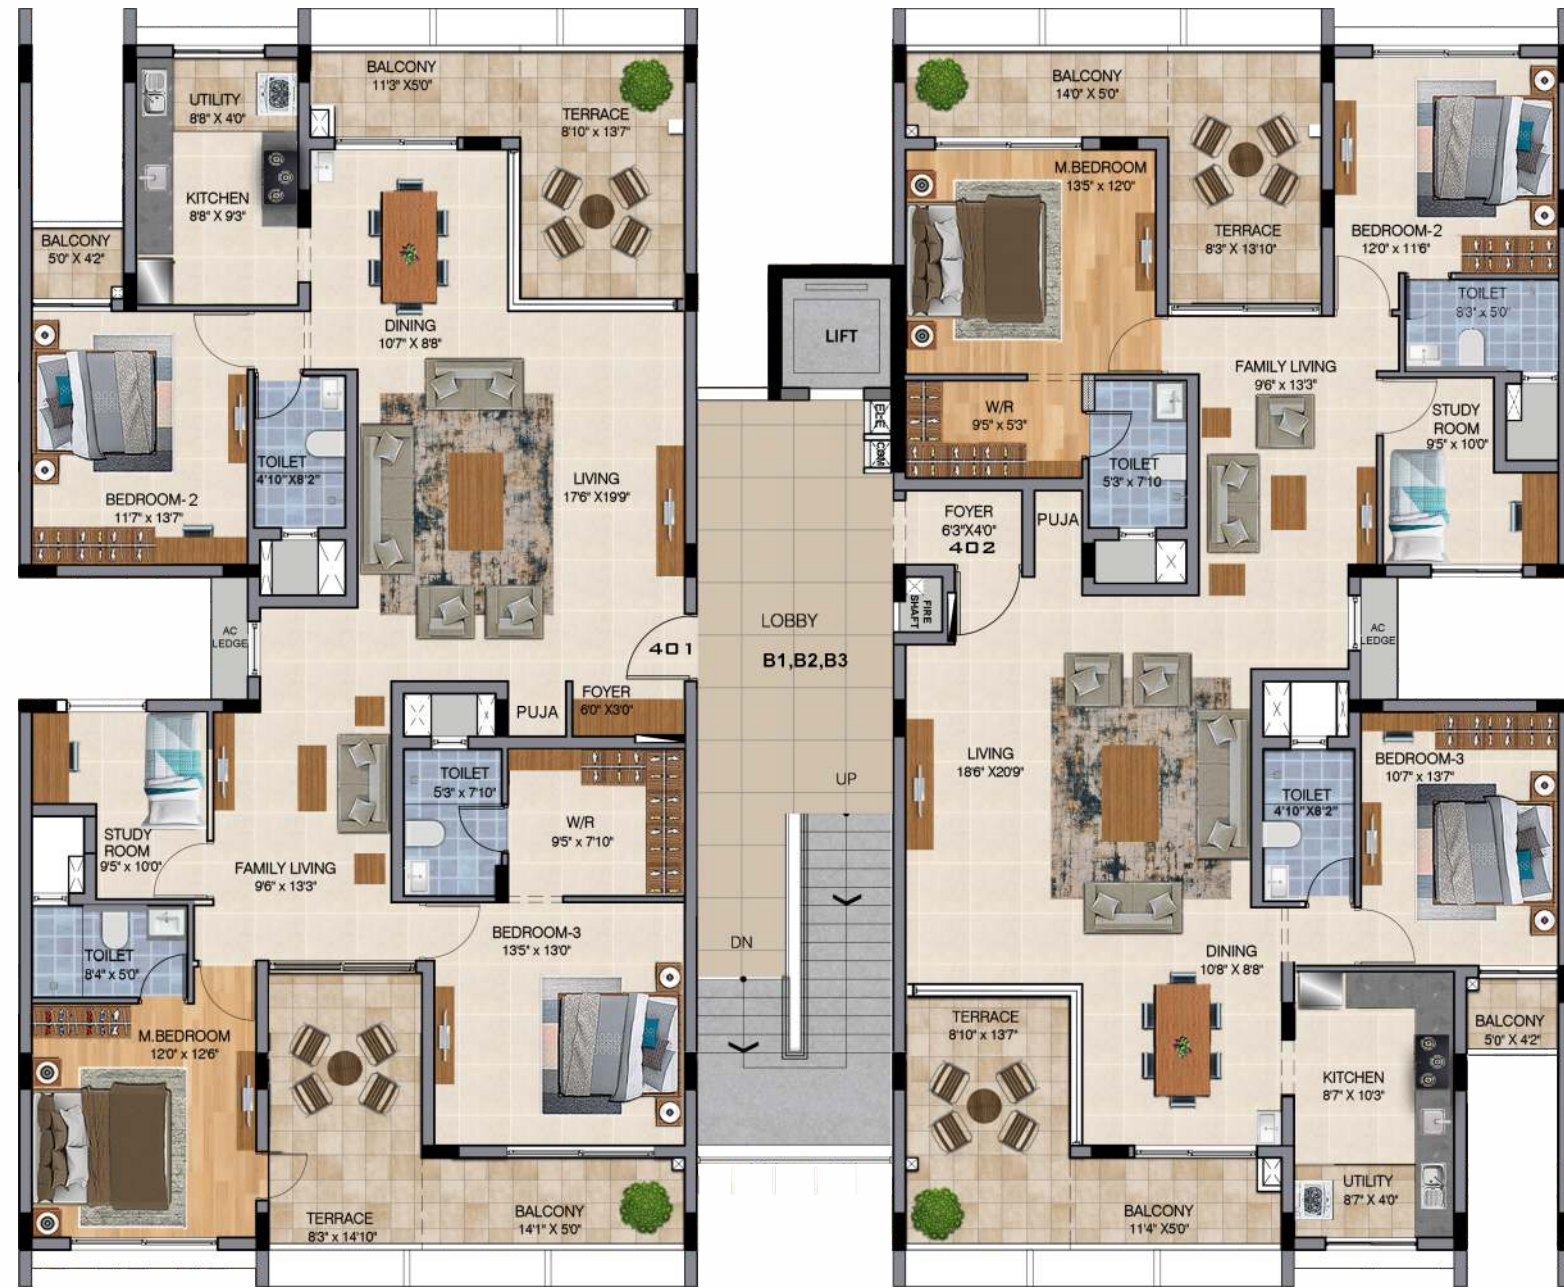 BALCONY
11'3" X5'0"
UTILITY
8'8" X 4'0"
TERRACE
8'10" x 13'7"
KITCHEN
8'8" X 9'3"
BALCONY
5'0" X 4'2"
DINING
10'7" X 8'8"
TOILET
4'10"X8'2"
BEDROOM- 2
11'7" x 13'7"
LIVING
17'6" X19'9"
AC
LEDGE
401
FOYER
6'0" X3'0"
PUJA
TOILET
5'3" x 7'10"
W/R
9'5" x 7'10"
STUDY
ROOM
9'5" x 10'0"
FAMILY LIVING
9'6" x 13'3"
BEDROOM-3
13'5" x 13'0"
TOILET
8'4" x 5'0"
M.BEDROOM
12'0" x 12'6"
TERRACE
8'3" x 14'10"
BALCONY
14'1" X 5'0"
LIFT
ELE
COM
LOBBY
B1,B2,B3
UP
DN
BALCONY
14'0" X 5'0"
M.BEDROOM
13'5" x 12'0"
TERRACE
8'3" X 13'10"
BEDROOM-2
12'0" x 11'6"
TOILET
8'3" x 5'0"
FAMILY LIVING
9'6" x 13'3"
W/R
9'5" x 5'3"
STUDY
ROOM
9'5" x 10'0"
TOILET
5'3" x 7'10
FOYER
6'3"X4'0"
402
PUJA
FIRE
SHAFT
AC
LEDGE
LIVING
18'6" X20'9"
BEDROOM-3
10'7" x 13'7"
TOILET
4'10"X8'2"
DINING
10'8" X 8'8"
TERRACE
8'10" x 13'7"
BALCONY
5'0" X 4'2"
KITCHEN
8'7" X 10'3"
UTILITY
8'7" X 4'0"
BALCONY
11'4" X5'0"